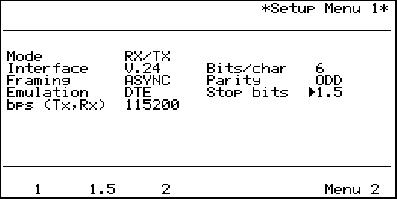 *Setup Menu 1*
Mode RX/TX
Interface V.24 Bits/char 6
Framing ASYNC Parity ODD
Emulation DTE Stop bits ▶1.5
bps (Tx,Rx) 115200
1 1.5 2 Menu 2